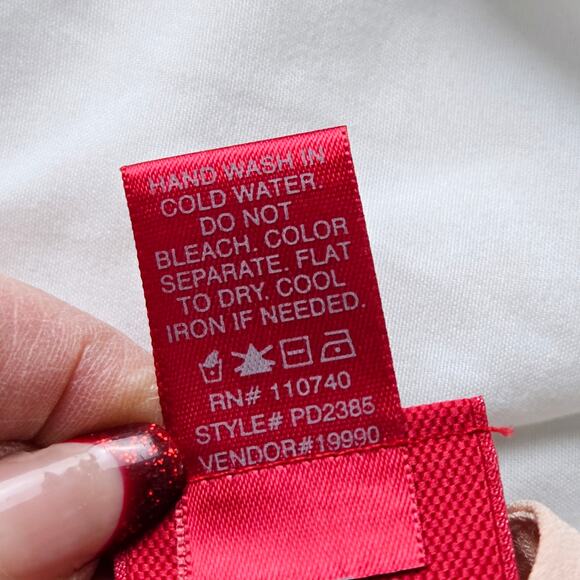 HAND WASH IN
COLD WATER.
DO NOT
BLEACH. COLOR
SEPARATE. FLAT
TO DRY. COOL
IRON IF NEEDED.
RN# 110740
STYLE# PD2385
VENDOR#19990